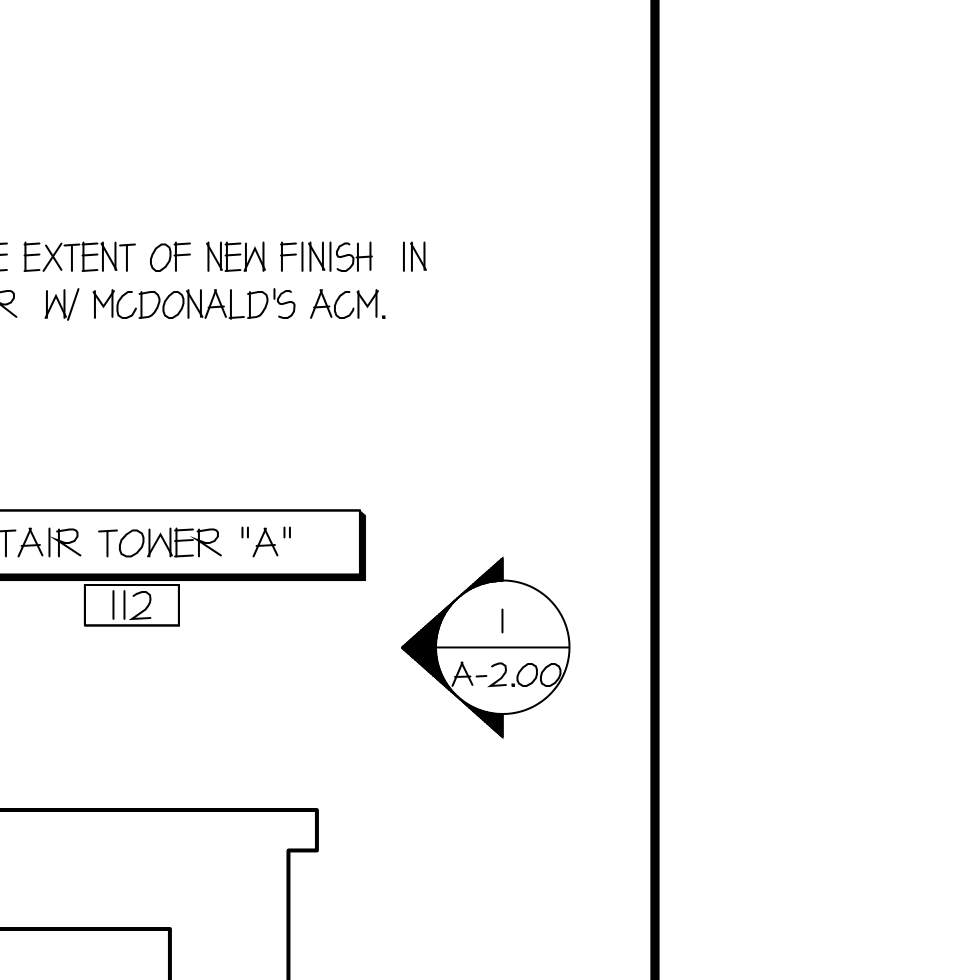 E EXTENT OF NEW FINISH IN
R W/ MCDONALD'S ACM.
TAIR TOWER "A"
112
1
A-2.00